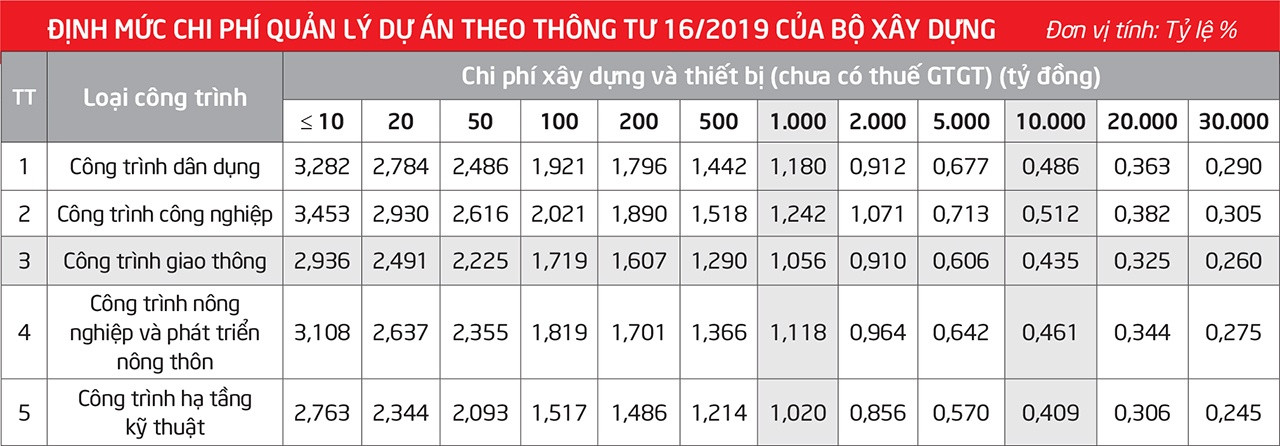 ĐỊNH MỨC CHI PHÍ QUẢN LÝ DỰ ÁN THEO THÔNG TƯ 16/2019 CỦA BỘ XÂY DỰNG Đơn vị tính: Tỷ lệ %
TT Loại công trình Chi phí xây dựng và thiết bị (chưa có thuế GTGT) (tỷ đồng)
≤ 10 20 50 100 200 500 1.000 2.000 5.000 10.000 20.000 30.000
1 Công trình dân dụng 3,282 2,784 2,486 1,921 1,796 1,442 1,180 0,912 0,677 0,486 0,363 0,290
2 Công trình công nghiệp 3,453 2,930 2,616 2,021 1,890 1,518 1,242 1,071 0,713 0,512 0,382 0,305
3 Công trình giao thông 2,936 2,491 2,225 1,719 1,607 1,290 1,056 0,910 0,606 0,435 0,325 0,260
Công trình nông
4 nghiệp và phát triển 3,108 2,637 2,355 1,819 1,701 1,366 1,118 0,964 0,642 0,461 0,344 0,275
nông thôn
5 Công trình hạ tầng 2,763 2,344 2,093 1,517 1,486 1,214 1,020 0,856 0,570 0,409 0,306 0,245
kỹ thuật